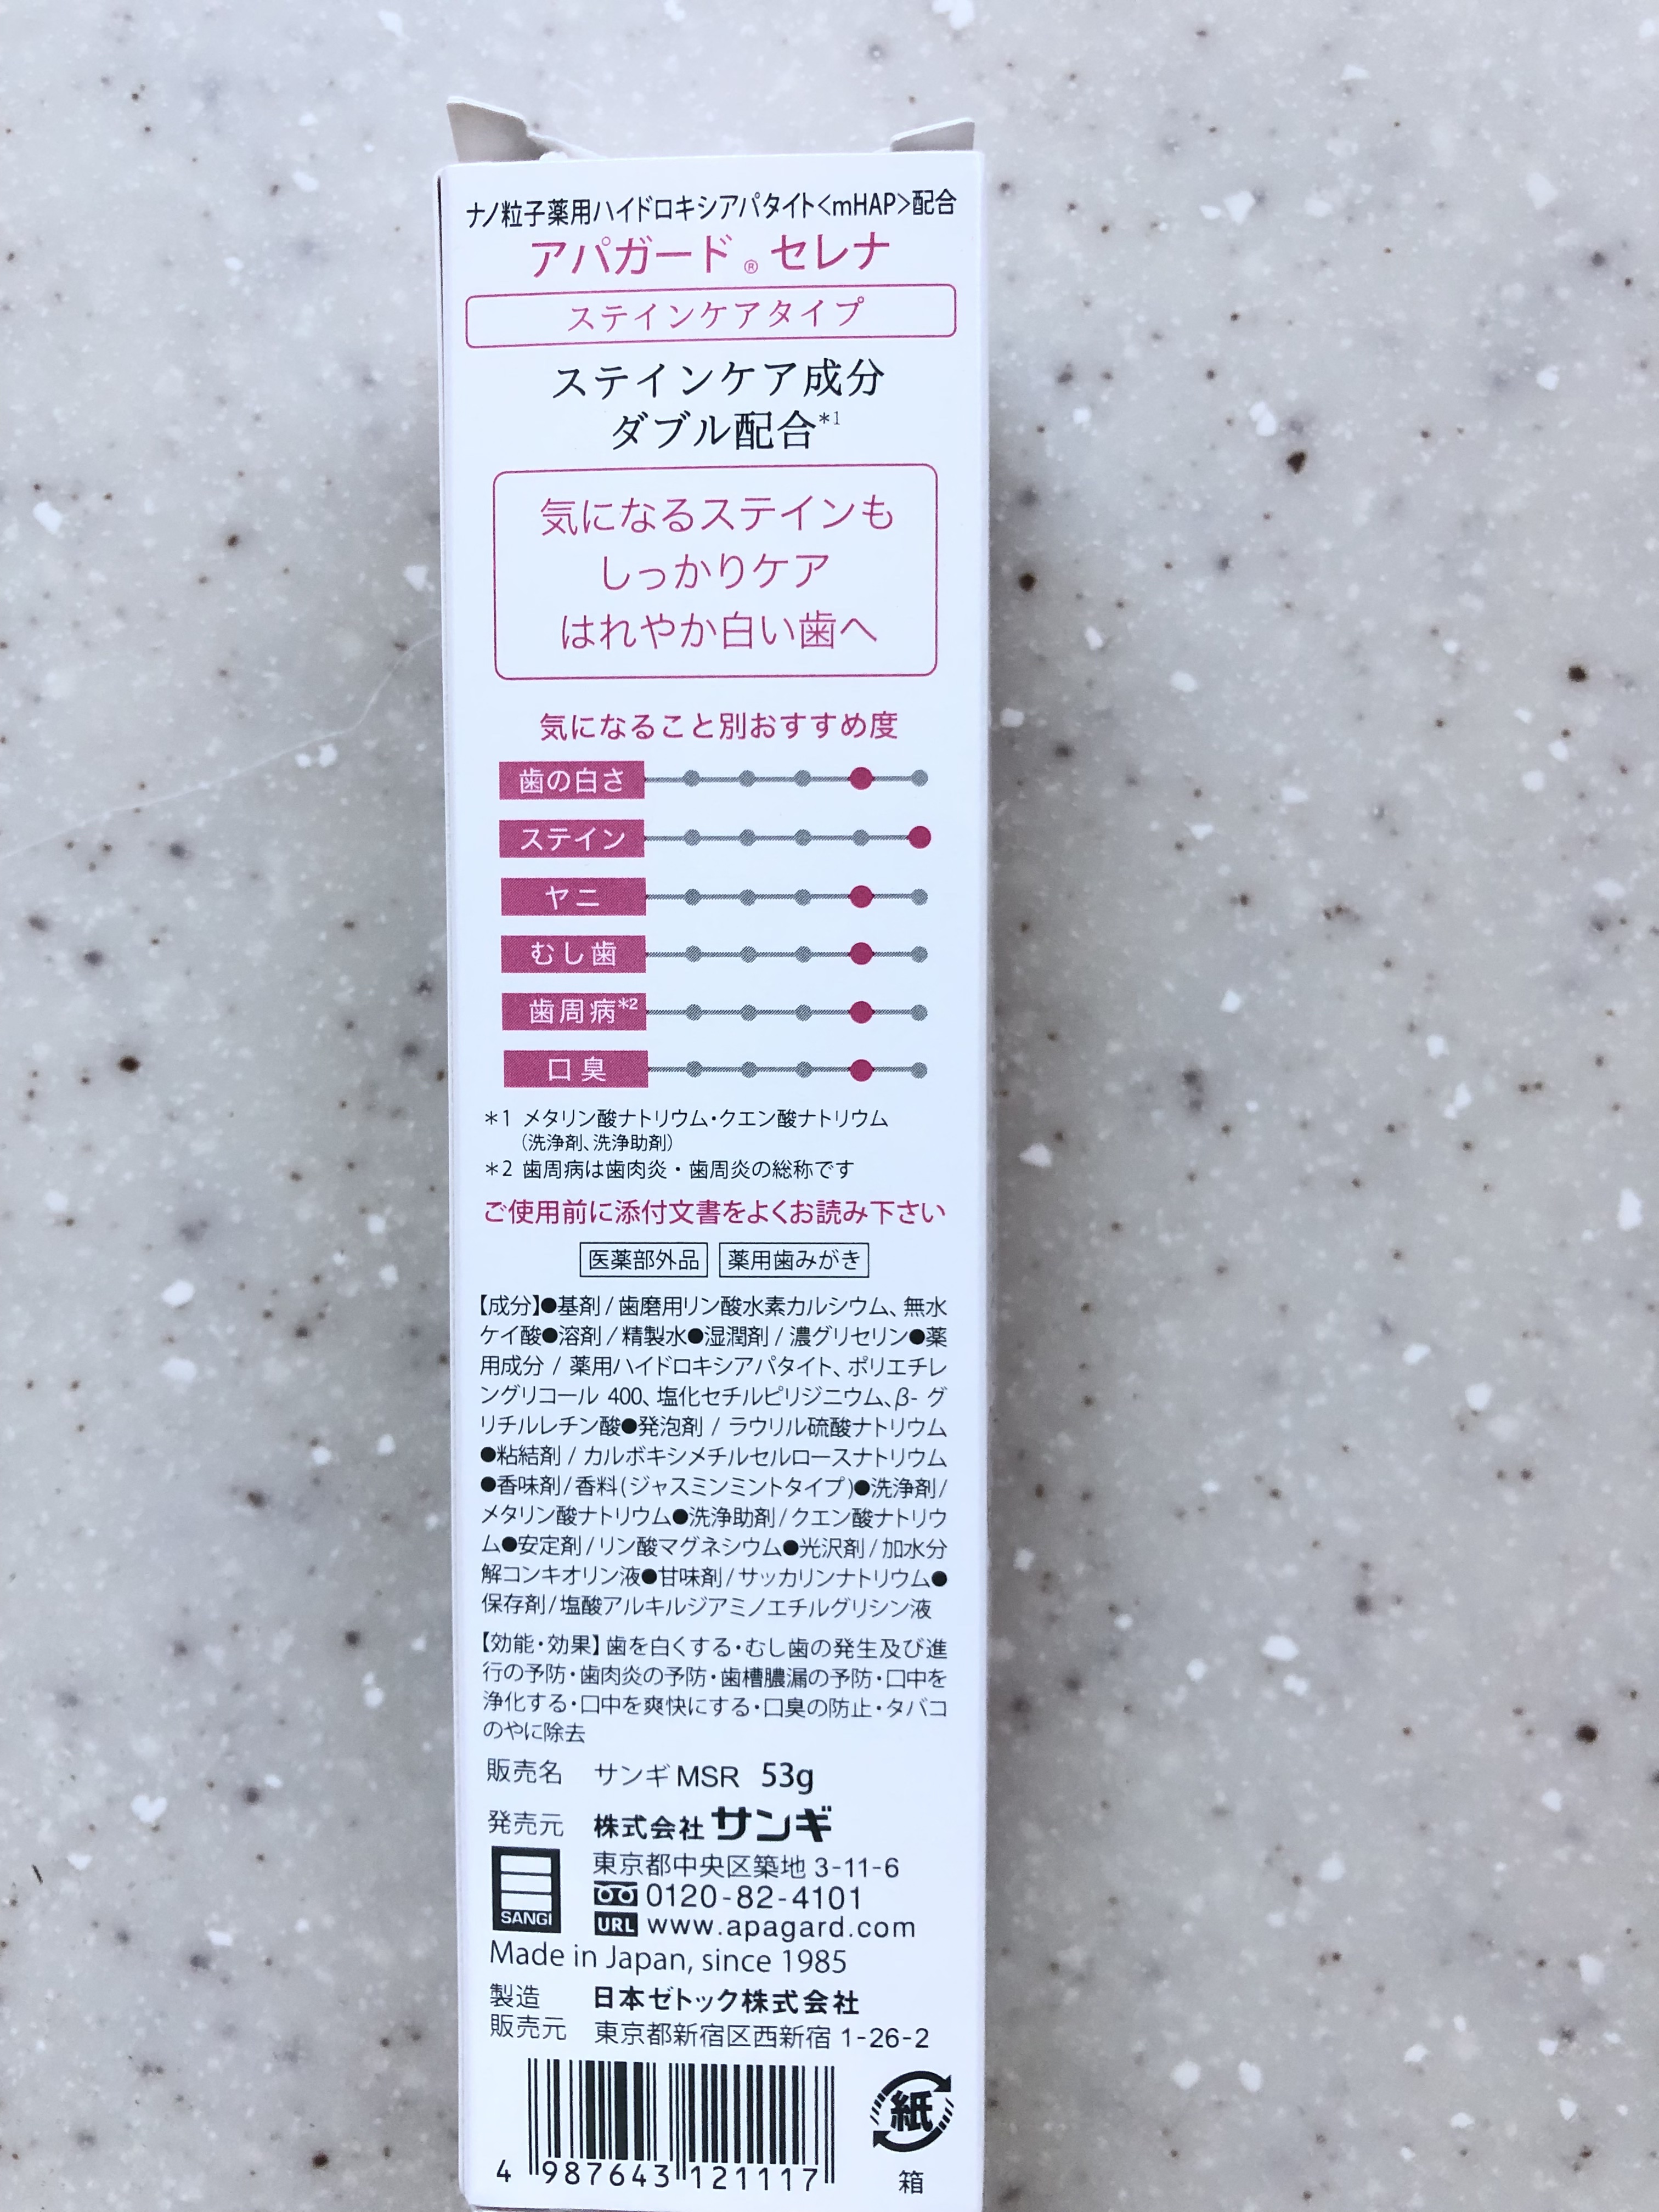 ナノ粒子薬用ハイドロキシアパタイト<mHAP>配合
アパガード® セレナ
ステインケアタイプ
ステインケア成分
ダブル配合*1
気になるステインも
しっかりケア
はれやか白い歯へ
気になること別おすすめ度
歯の白さ
ステイン
ヤニ
むし歯
歯周病*2
口臭
*1 メタリン酸ナトリウム・クエン酸ナトリウム
(洗浄剤、洗浄助剤)
*2 歯周病は歯肉炎・歯周炎の総称です
ご使用前に添付文書をよくお読み下さい
医薬部外品 薬用歯みがき
【成分】●基剤/歯磨用リン酸水素カルシウム、無水
ケイ酸●溶剤/精製水●湿潤剤/濃グリセリン●薬
用成分 / 薬用ハイドロキシアパタイト、ポリエチレ
ングリコール 400、塩化セチルピリジニウム、β- グ
リチルレチン酸●発泡剤 / ラウリル硫酸ナトリウム
●粘結剤/カルボキシメチルセルロースナトリウム
●香味剤/香料(ジャスミンミントタイプ)●洗浄剤/
メタリン酸ナトリウム●洗浄助剤/クエン酸ナトリウ
ム●安定剤/リン酸マグネシウム●光沢剤/加水分
解コンキオリン液●甘味剤/サッカリンナトリウム●
保存剤/塩酸アルキルジアミノエチルグリシン液
【効能・効果】歯を白くする・むし歯の発生及び進
行の予防・歯肉炎の予防・歯槽膿漏の予防・口中を
浄化する・口中を爽快にする・口臭の防止・タバコ
のやに除去
販売名 サンギ MSR 53g
発売元 株式会社 サンギ
東京都中央区築地 3-11-6
0120-82-4101
SANGI
URL www.apagard.com
Made in Japan, since 1985
製造 日本ゼトック株式会社
販売元 東京都新宿区西新宿 1-26-2
紙
箱
4 987643 121117